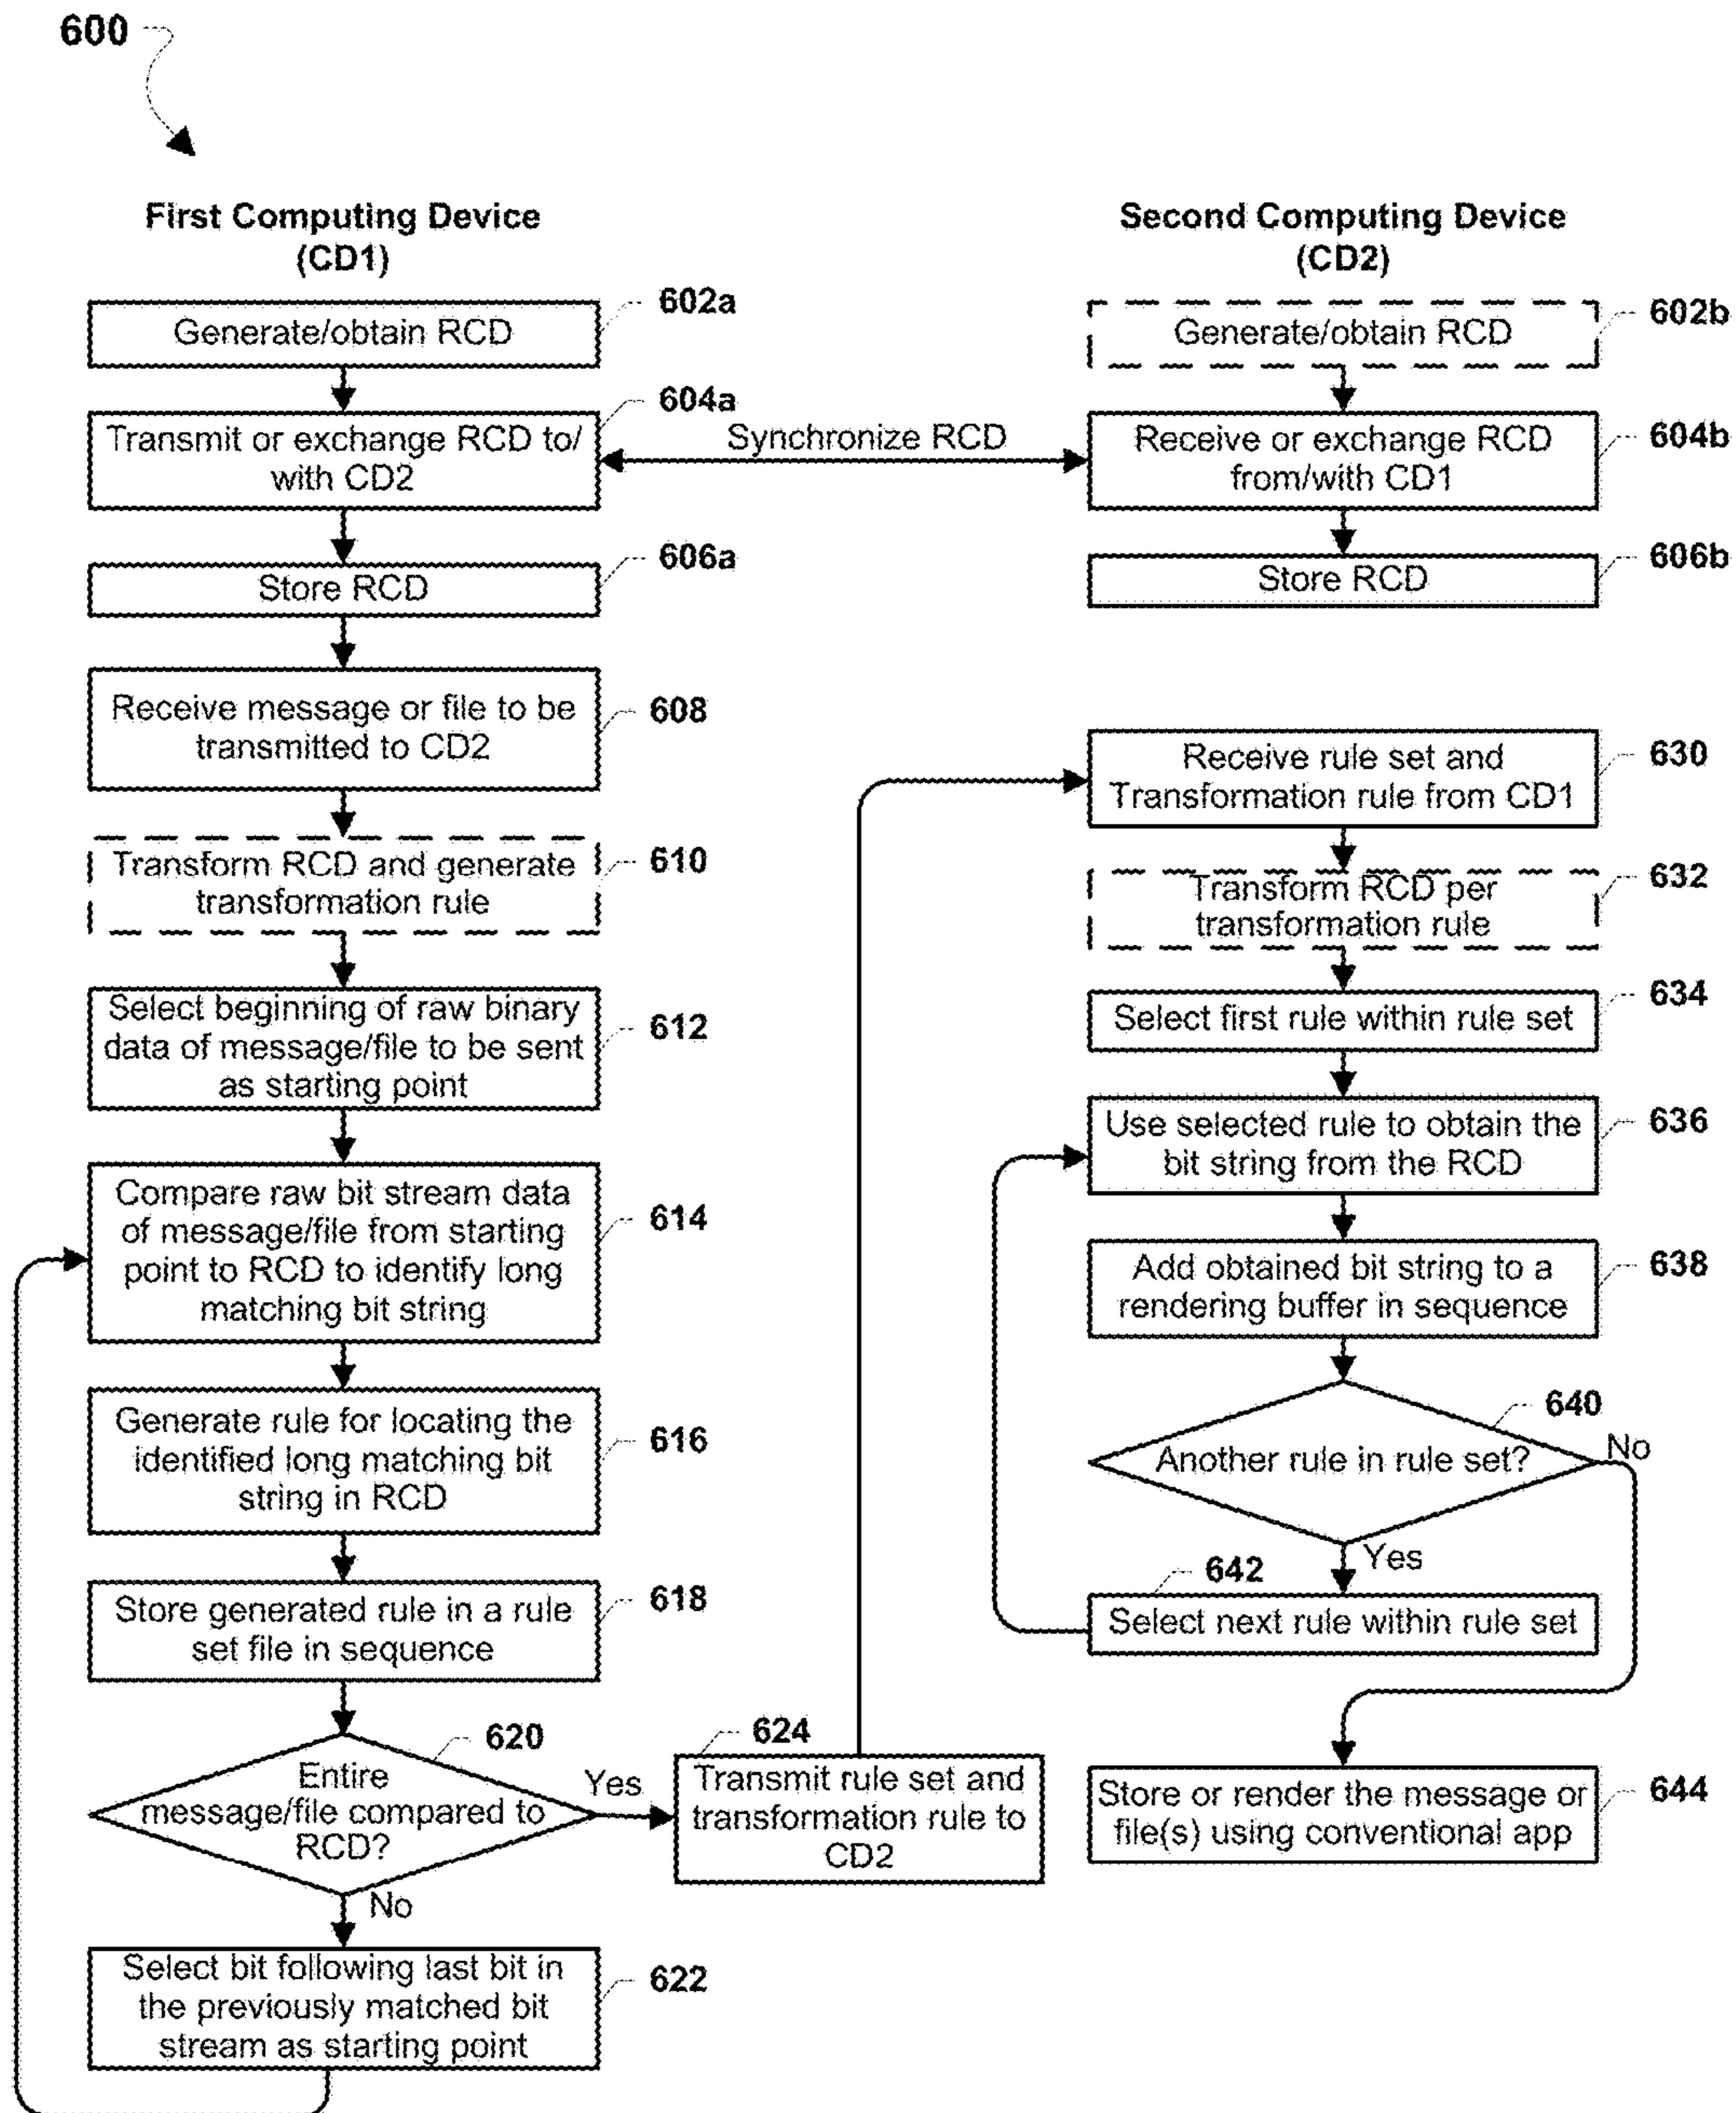 600
First Computing Device
(CD1)
Generate/obtain RCD
602a
Transmit or exchange RCD to/
with CD2
604a
Synchronize RCD
Store RCD
606a
Receive message or file to be
transmitted to CD2
608
Transform RCD and generate
transformation rule
610
Select beginning of raw binary
data of message/file to be sent
as starting point
612
Compare raw bit stream data
of message/file from starting
point to RCD to identify long
matching bit string
614
Generate rule for locating the
identified long matching bit
string in RCD
616
Store generated rule in a rule
set file in sequence
618
Entire
message/file compared to
RCD?
620
Yes
No
Select bit following last bit in
the previously matched bit
stream as starting point
622
624
Transmit rule set and
transformation rule to
CD2
Second Computing Device
(CD2)
Generate/obtain RCD
602b
Receive or exchange RCD
from/with CD1
604b
Store RCD
606b
Receive rule set and
Transformation rule from CD1
630
Transform RCD per
transformation rule
632
Select first rule within rule set
634
Use selected rule to obtain the
bit string from the RCD
636
Add obtained bit string to a
rendering buffer in sequence
638
Another rule in rule set?
640
No
Yes
642
Select next rule within rule set
Store or render the message or
file(s) using conventional app
644